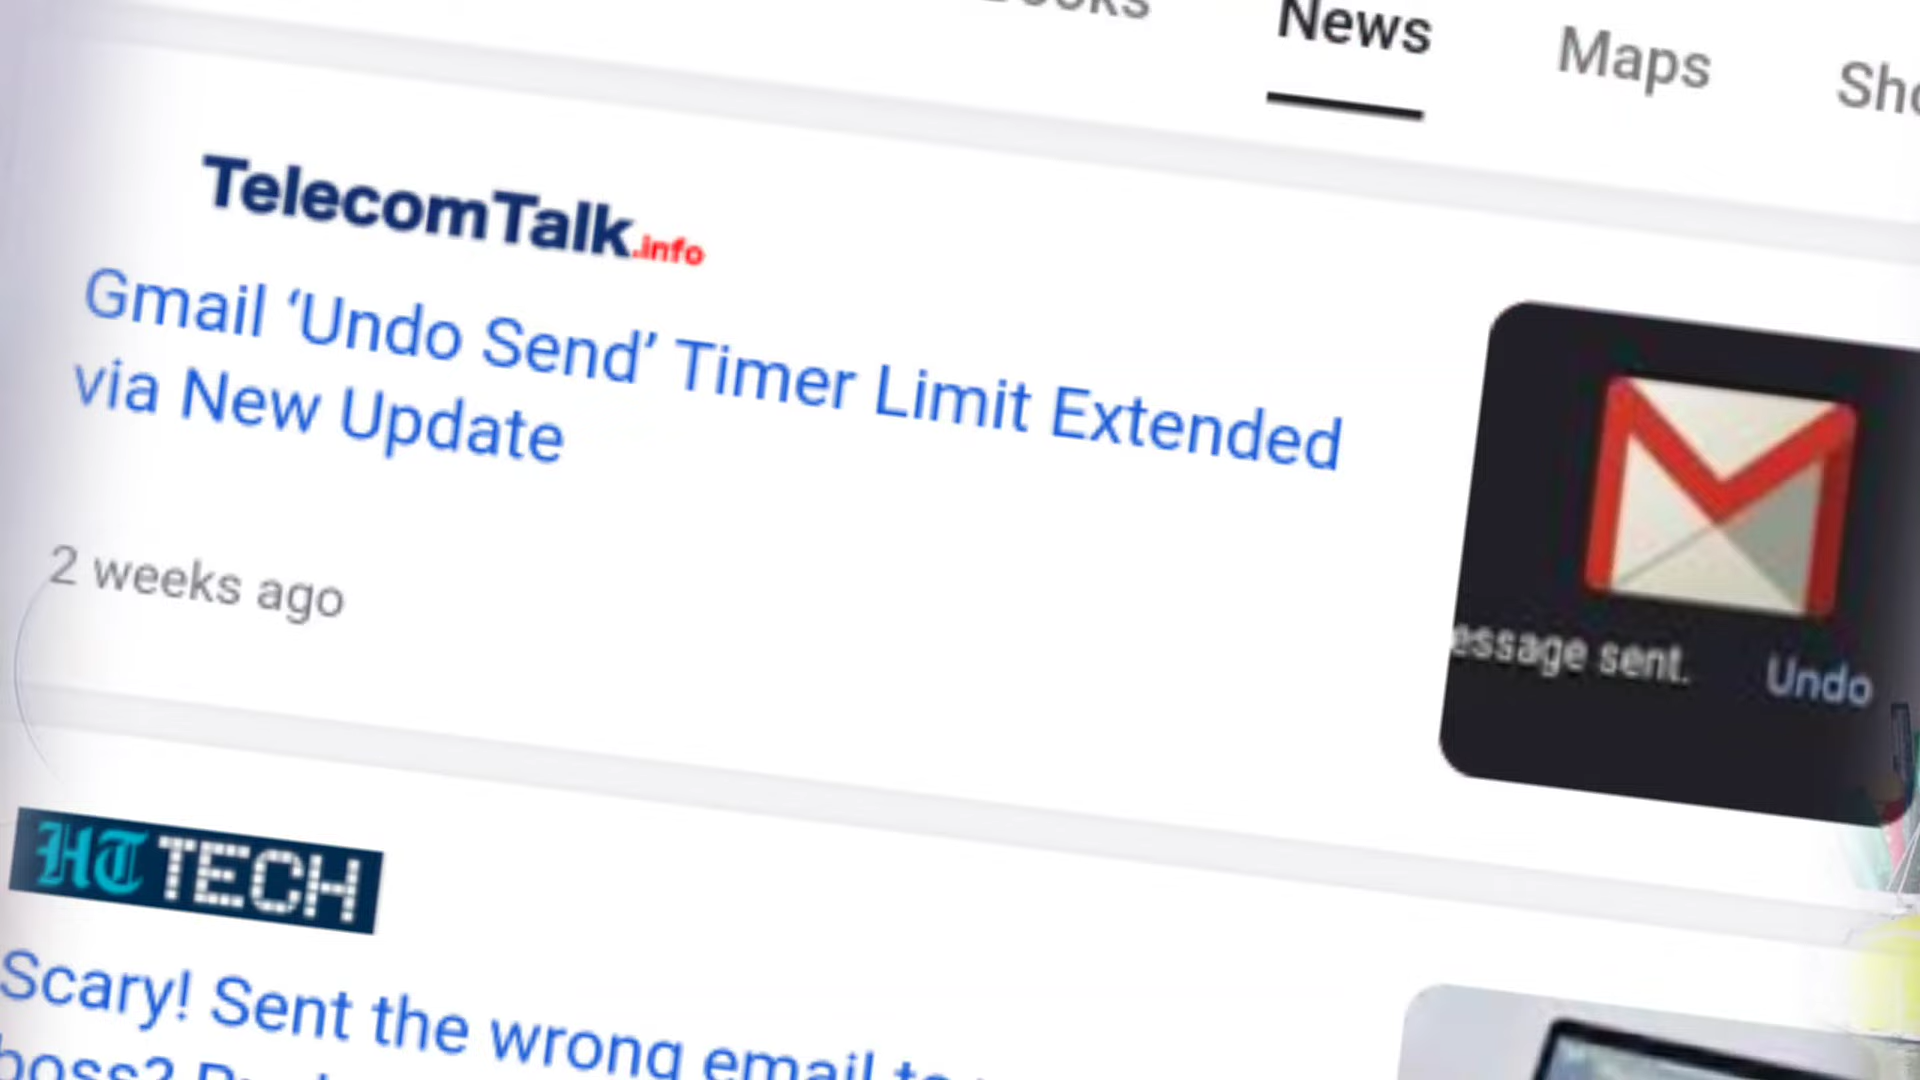 News Maps
TelecomTalk.info
Gmail ‘Undo Send’ Timer Limit Extended
via New Update
2 weeks ago
essage sent. Undo
HT TECH
Scary! Sent the wrong email
boss?